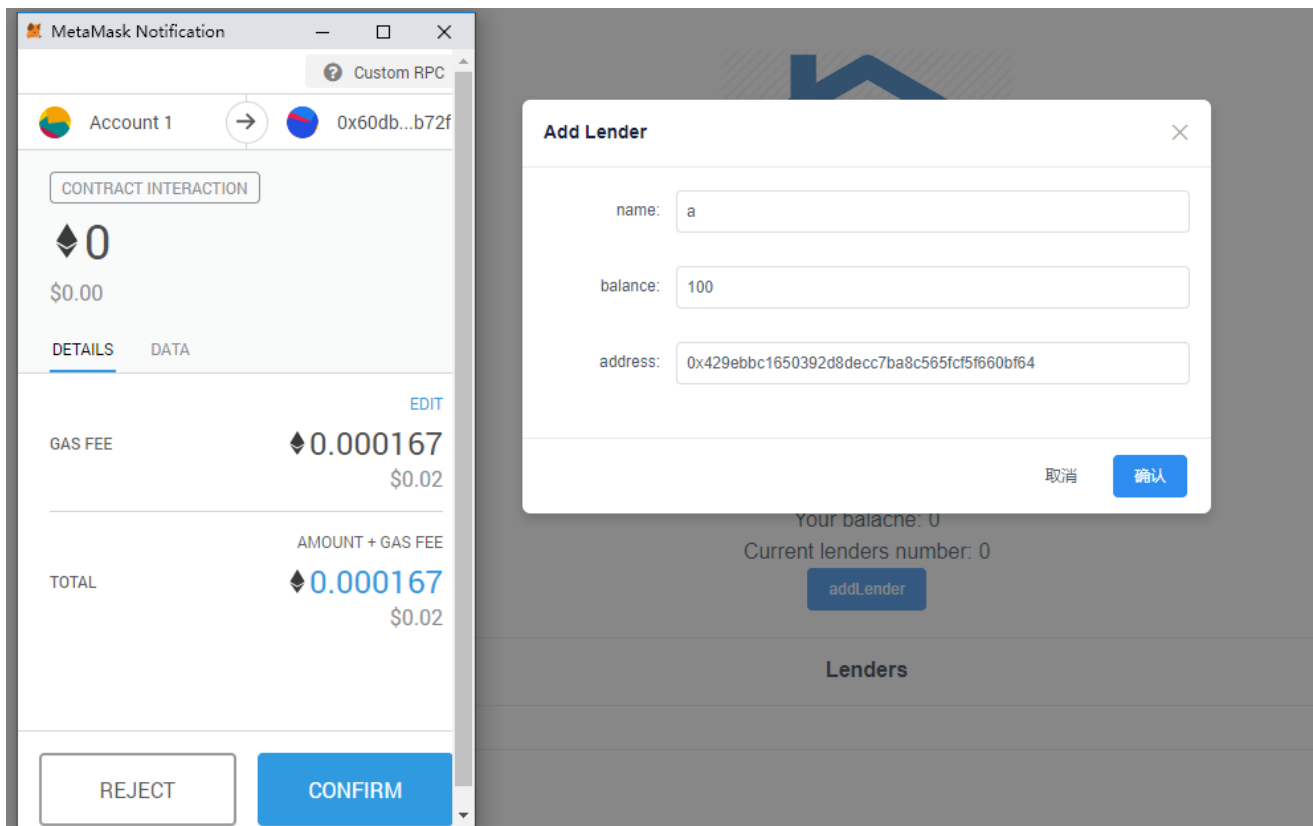 MetaMask Notification
Custom RPC
Account 1
0x60db...b72f
CONTRACT INTERACTION
0
$0.00
DETAILS DATA
EDIT
GAS FEE 0.000167
$0.02
AMOUNT + GAS FEE
TOTAL 0.000167
$0.02
REJECT CONFIRM
Add Lender
name: a
balance: 100
address: 0x429ebbc1650392d8decc7ba8c565fcf5f660bf64
取消 确认
Your balacne: 0
Current lenders number: 0
addLender
Lenders